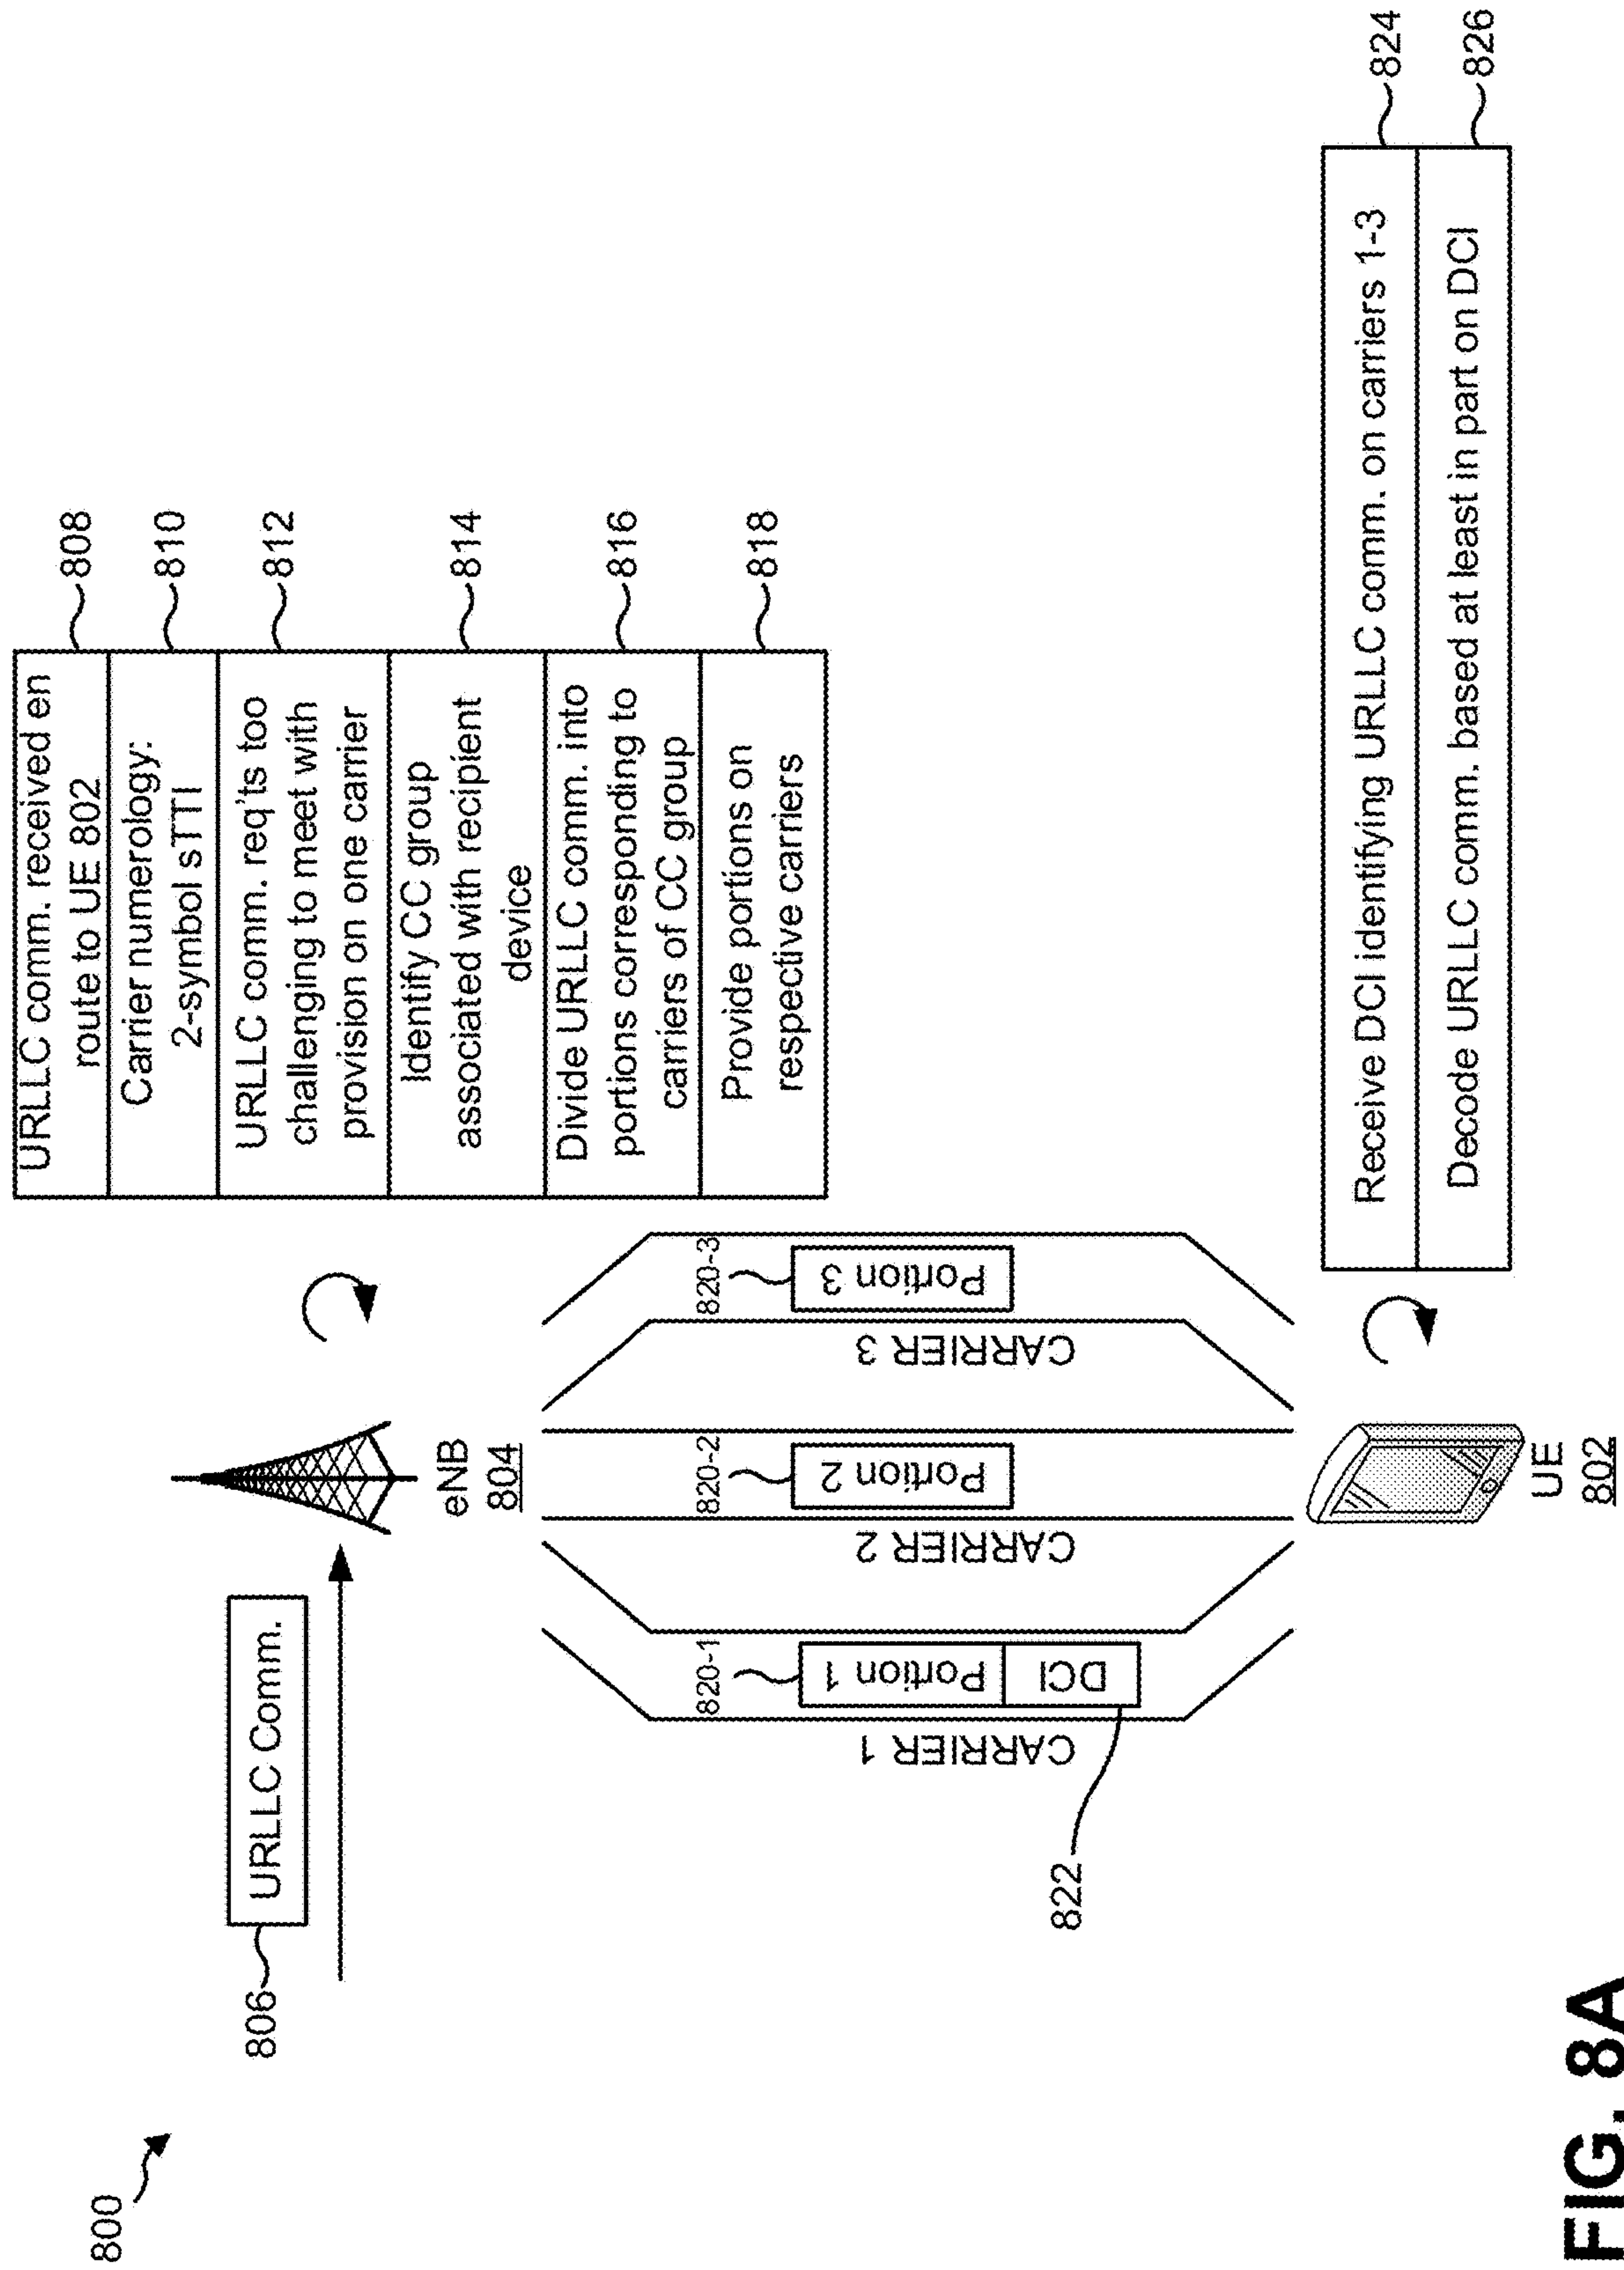 800
806
URLLC Comm.
eNB
804
URLLC comm. received en
route to UE 802
808
Carrier numerology:
2-symbol sTTI
810
URLLC comm. req'ts too
challenging to meet with
provision on one carrier
812
Identify CC group
associated with recipient
device
814
Divide URLLC comm. into
portions corresponding to
carriers of CC group
816
Provide portions on
respective carriers
818
820-1
820-2
820-3
Portion 1
DCI
Portion 2
Portion 3
CARRIER 1
CARRIER 2
CARRIER 3
822
UE
802
Receive DCI identifying URLLC comm. on carriers 1-3
824
Decode URLLC comm. based at least in part on DCI
826
FIG. 8A